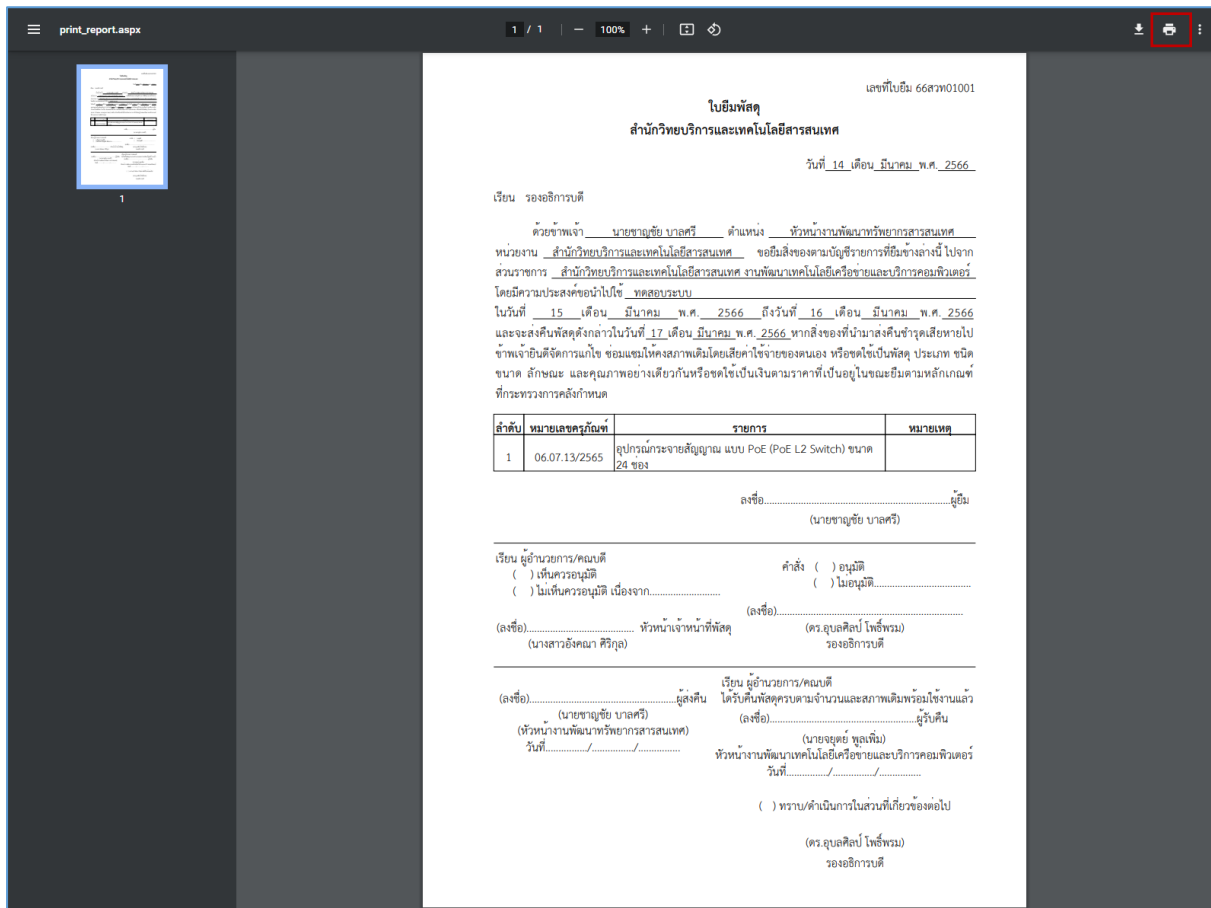 print_report.aspx
1 / 1
100%
1
เลขที่ใบยืม 66สวท01001
ใบยืมพัสดุ
สำนักวิทยบริการและเทคโนโลยีสารสนเทศ
วันที่ 14 เดือน มีนาคม พ.ศ. 2566
เรียน รองอธิการบดี
ด้วยข้าพเจ้า นายชาญชัย บาลศรี ตำแหน่ง หัวหน้างานพัฒนาทรัพยากรสารสนเทศ
หน่วยงาน สำนักวิทยบริการและเทคโนโลยีสารสนเทศ ขอยืมสิ่งของตามบัญชีรายการที่ยืมข้างล่างนี้ ไปจาก
ส่วนราชการ สำนักวิทยบริการและเทคโนโลยีสารสนเทศ งานพัฒนาเทคโนโลยีเครือข่ายและบริการคอมพิวเตอร์
โดยมีความประสงค์ขอนำไปใช้ ทดสอบระบบ
ในวันที่ 15 เดือน มีนาคม พ.ศ. 2566 ถึงวันที่ 16 เดือน มีนาคม พ.ศ. 2566
และจะส่งคืนพัสดุดังกล่าวในวันที่ 17 เดือน มีนาคม พ.ศ. 2566 หากสิ่งของที่นำมาส่งคืนชำรุดเสียหายไป
ข้าพเจ้ายินดีจัดการแก้ไข ซ่อมแซมให้คงสภาพเดิมโดยเสียค่าใช้จ่ายของตนเอง หรือชดใช้เป็นพัสดุ ประเภท ชนิด
ขนาด ลักษณะ และคุณภาพอย่างเดียวกันหรือชดใช้เป็นเงินตามราคาที่เป็นอยู่ในขณะยืมตามหลักเกณฑ์
ที่กระทรวงการคลังกำหนด
ลำดับ หมายเลขครุภัณฑ์ รายการ หมายเหตุ
1 06.07.13/2565 อุปกรณ์กระจายสัญญาณ แบบ PoE (PoE L2 Switch) ขนาด
24 ช่อง
ลงชื่อ................................................................ผู้ยืม
(นายชาญชัย บาลศรี)
เรียน ผู้อำนวยการ/คณบดี
( ) เห็นควรอนุมัติ
( ) ไม่เห็นควรอนุมัติ เนื่องจาก.........................
(ลงชื่อ)..................................... หัวหน้าเจ้าหน้าที่พัสดุ
(นางสาวอังคณา ศิริกุล)
คำสั่ง ( ) อนุมัติ
( ) ไม่อนุมัติ..................................
(ลงชื่อ)................................................................
(ดร.อุบลศิลป์ โพธิ์พรม)
รองอธิการบดี
(ลงชื่อ)...................................................ผู้ส่งคืน
(นายชาญชัย บาลศรี)
(หัวหน้างานพัฒนาทรัพยากรสารสนเทศ)
วันที่.............../.............../...............
เรียน ผู้อำนวยการ/คณบดี
ได้รับคืนพัสดุครบตามจำนวนและสภาพเดิมพร้อมใช้งานแล้ว
(ลงชื่อ)...................................................ผู้รับคืน
(นายจยุตย์ พูลเพิ่ม)
หัวหน้างานพัฒนาเทคโนโลยีเครือข่ายและบริการคอมพิวเตอร์
วันที่.............../.............../...............
( ) ทราบ/ดำเนินการในส่วนที่เกี่ยวข้องต่อไป
(ดร.อุบลศิลป์ โพธิ์พรม)
รองอธิการบดี